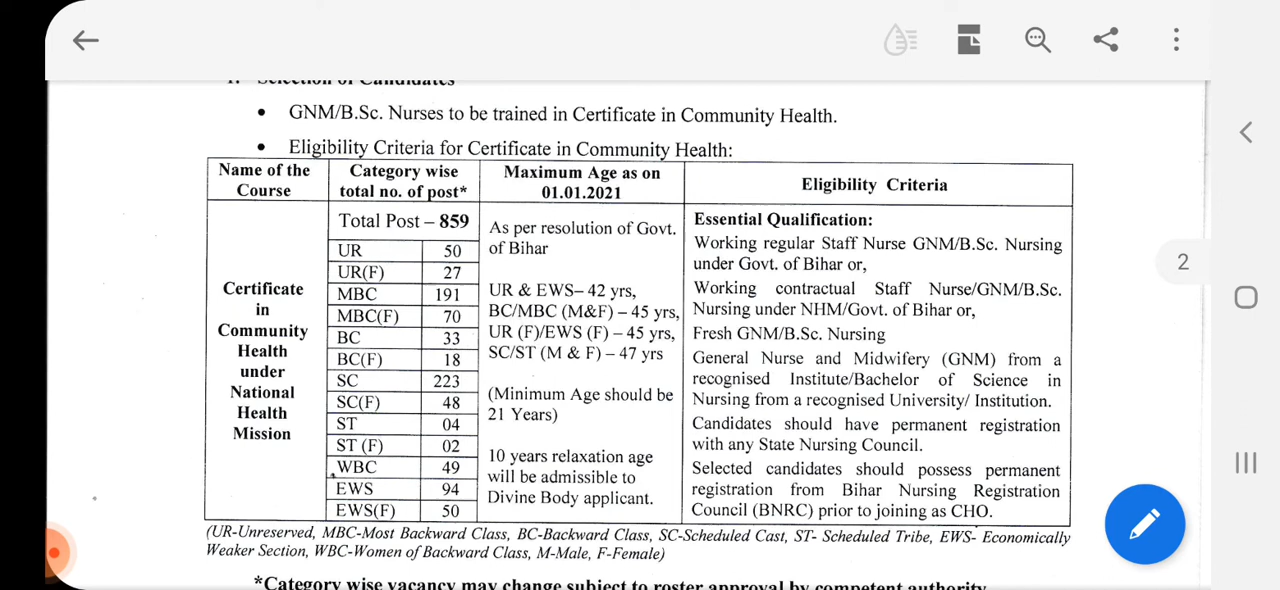 1. Selection of Candidates
• GNM/B.Sc. Nurses to be trained in Certificate in Community Health.
• Eligibility Criteria for Certificate in Community Health:
Name of the Course
Category wise total no. of post*
Maximum Age as on 01.01.2021
Eligibility Criteria
Certificate
in
Community
Health
under
National
Health
Mission
Total Post – 859
UR 50
UR(F) 27
MBC 191
MBC(F) 70
BC 33
BC(F) 18
SC 223
SC(F) 48
ST 04
ST (F) 02
WBC 49
EWS 94
EWS(F) 50
As per resolution of Govt.
of Bihar
UR & EWS– 42 yrs,
BC/MBC (M&F) – 45 yrs,
UR (F)/EWS (F) – 45 yrs,
SC/ST (M & F) – 47 yrs
(Minimum Age should be
21 Years)
10 years relaxation age
will be admissible to
Divine Body applicant.
Essential Qualification:
Working regular Staff Nurse GNM/B.Sc. Nursing
under Govt. of Bihar or,
Working contractual Staff Nurse/GNM/B.Sc.
Nursing under NHM/Govt. of Bihar or,
Fresh GNM/B.Sc. Nursing
General Nurse and Midwifery (GNM) from a
recognised Institute/Bachelor of Science in
Nursing from a recognised University/ Institution.
Candidates should have permanent registration
with any State Nursing Council.
Selected candidates should possess permanent
registration from Bihar Nursing Registration
Council (BNRC) prior to joining as CHO.
(UR-Unreserved, MBC-Most Backward Class, BC-Backward Class, SC-Scheduled Cast, ST- Scheduled Tribe, EWS- Economically
Weaker Section, WBC-Women of Backward Class, M-Male, F-Female)
*Category wise vacancy may change subject to roster approval by competent authority
2